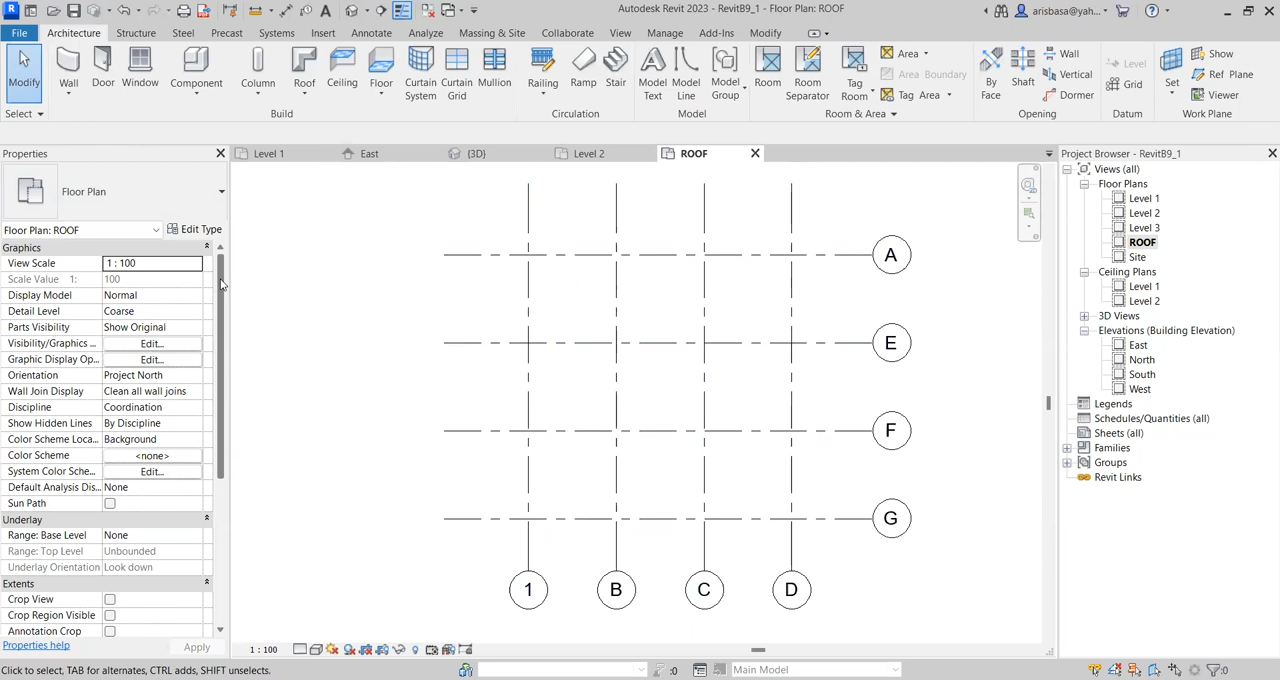 Autodesk Revit 2023 - Floor Plan: ROOF
arisbasa@yah...
File
Architecture
Structure
Steel
Precast
Systems
Insert
Annotate
Analyze
Massing & Site
Collaborate
View
Manage
Add-Ins
Modify
Modify
Wall
Door
Window
Component
Column
Roof
Ceiling
Floor
Curtain
System
Curtain
Grid
Mullion
Railing
Ramp
Stair
Model
Text
Model
Line
Model
Group
Room
Room
Separator
Tag
Room
Area
Area Boundary
Tag Area
By
Face
Shaft
Wall
Vertical
Dormer
Level
Grid
Set
Show
Ref Plane
Viewer
Select
Build
Circulation
Model
Room & Area
Opening
Datum
Work Plane
Properties
Level 1
East
{3D}
Level 2
ROOF
Project Browser - RevitB9_1
Floor Plan
Floor Plan: ROOF
Edit Type
Graphics
View Scale 1 : 100
Scale Value 1: 100
Display Model Normal
Detail Level Coarse
Parts Visibility Show Original
Visibility/Graphics ... Edit...
Graphic Display Op... Edit...
Orientation Project North
Wall Join Display Clean all wall joins
Discipline Coordination
Show Hidden Lines By Discipline
Color Scheme Loca... Background
Color Scheme <none>
System Color Sche... Edit...
Default Analysis Dis... None
Sun Path
Underlay
Range: Base Level None
Range: Top Level Unbounded
Underlay Orientation Look down
Extents
Crop View
Crop Region Visible
Annotation Crop
Properties help
Apply
A
E
F
G
1
B
C
D
Views (all)
Floor Plans
Level 1
Level 2
Level 3
ROOF
Site
Ceiling Plans
Level 1
Level 2
3D Views
Elevations (Building Elevation)
East
North
South
West
Legends
Schedules/Quantities (all)
Sheets (all)
Families
Groups
Revit Links
1 : 100
Click to select, TAB for alternates, CTRL adds, SHIFT unselects.
:0
Main Model
:0